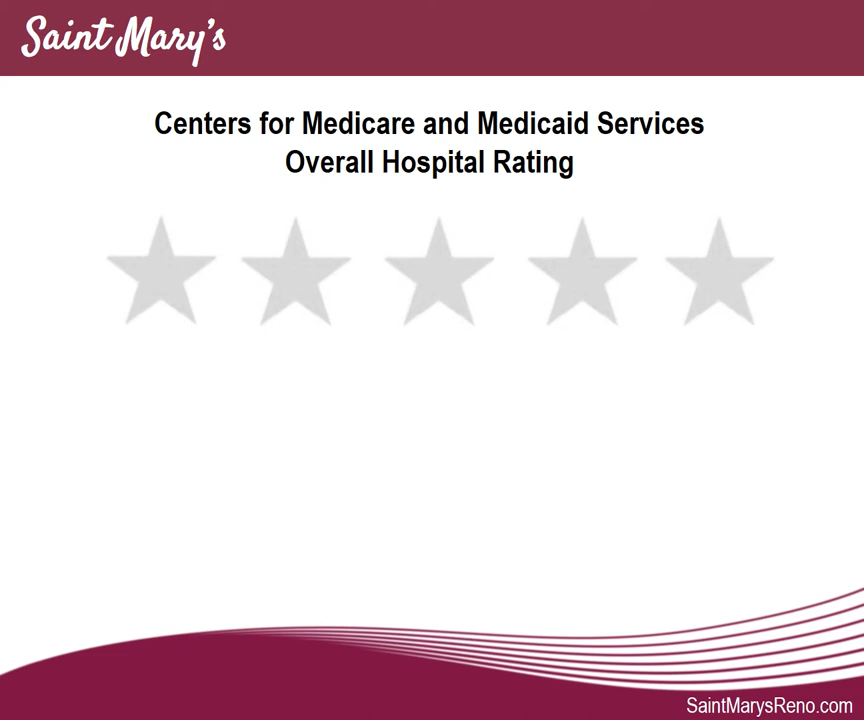 Saint Mary's
Centers for Medicare and Medicaid Services
Overall Hospital Rating
SaintMarysReno.com